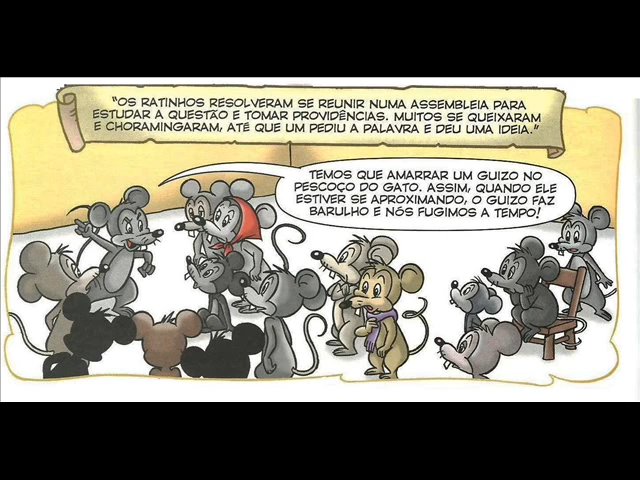 "OS RATINHOS RESOLVERAM SE REUNIR NUMA ASSEMBLEIA PARA
ESTUDAR A QUESTÃO E TOMAR PROVIDÊNCIAS. MUITOS SE QUEIXARAM
E CHORAMINGARAM, ATÉ QUE UM PEDIU A PALAVRA E DEU UMA IDEIA."
TEMOS QUE AMARRAR UM GUIZO NO
PESCOÇO DO GATO. ASSIM, QUANDO ELE
ESTIVER SE APROXIMANDO, O GUIZO FAZ
BARULHO E NÓS FUGIMOS A TEMPO!